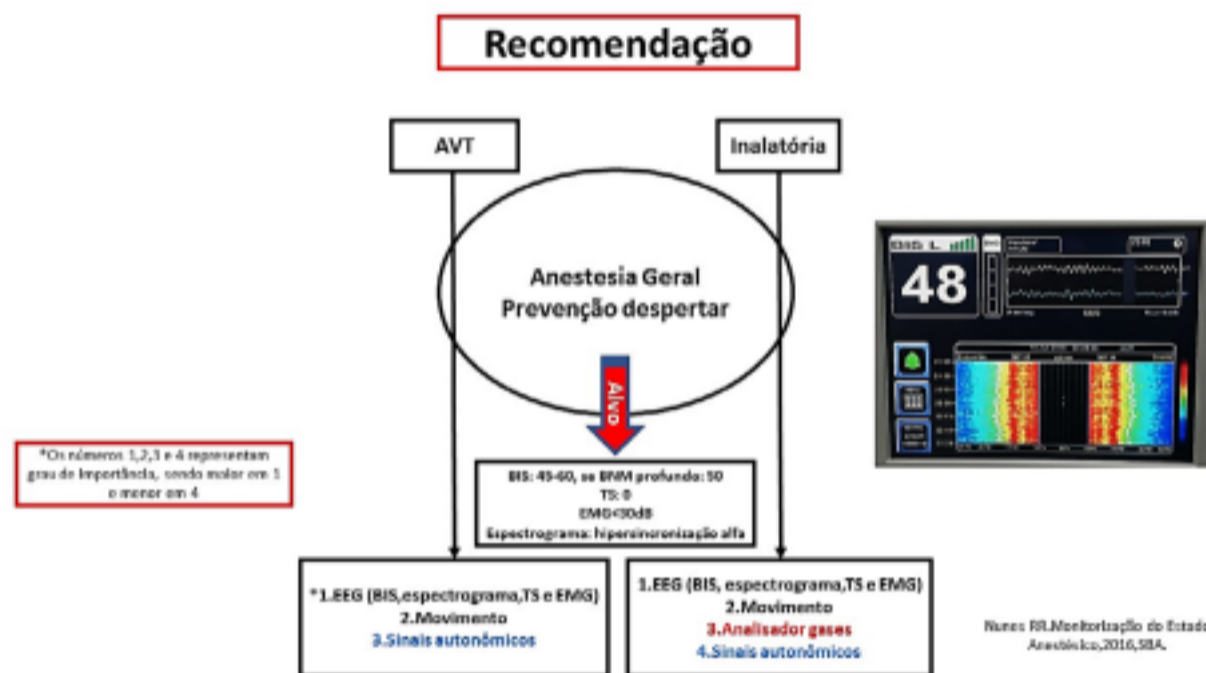 Recomendação
AVT
Inalatória
Anestesia Geral
Prevenção despertar
Alvo
BIS L
48
*Os números 1,2,3 e 4 representam
grau de importância, sendo maior em 1
e menor em 4
BIS: 45-60, se BNM profundo: 50
TS: 0
EMG<30dB
Espectrograma: hipersincronização alfa
*1.EEG (BIS,espectrograma,TS e EMG)
2.Movimento
3.Sinais autonômicos
1.EEG (BIS, espectrograma,TS e EMG)
2.Movimento
3.Analisador gases
4.Sinais autonômicos
Nunes RR.Monitorização do Estado
Anestésico,2016,SBA.